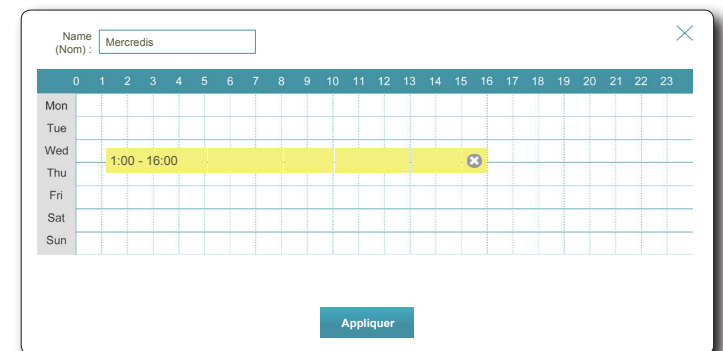 Name
(Nom) :
Mercredis
0 1 2 3 4 5 6 7 8 9 10 11 12 13 14 15 16 17 18 19 20 21 22 23
Mon
Tue
Wed
1:00 - 16:00
Thu
Fri
Sat
Sun
Appliquer